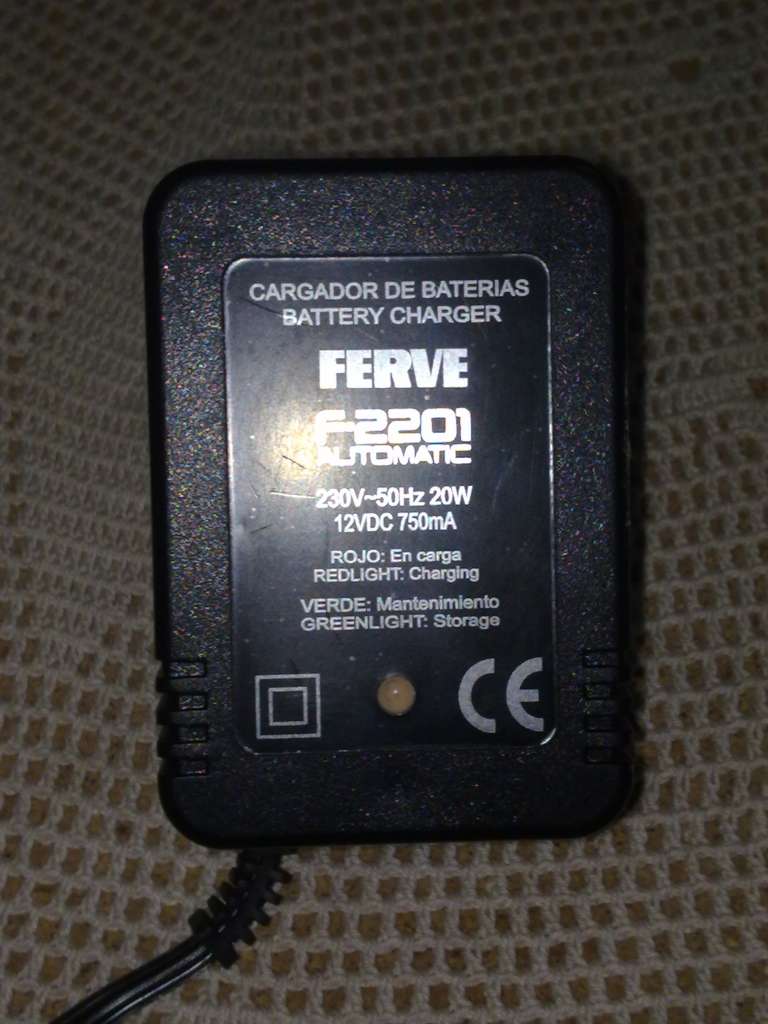 CARGADOR DE BATERIAS
BATTERY CHARGER
FERVE
F-2201
AUTOMATIC
230V~50Hz 20W
12VDC 750mA
ROJO: En carga
REDLIGHT: Charging
VERDE: Mantenimiento
GREENLIGHT: Storage
CE